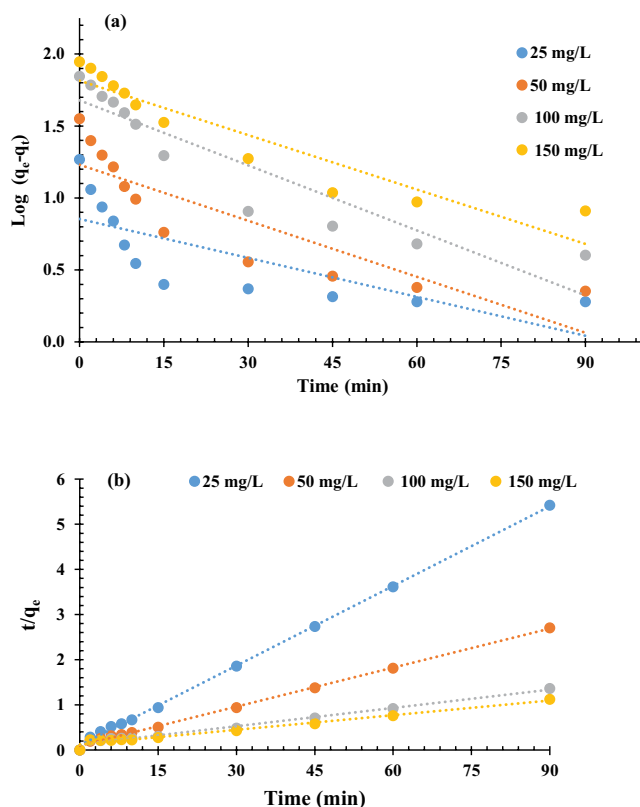 (a)
25 mg/L
50 mg/L
100 mg/L
150 mg/L
2.0
1.5
1.0
0.5
0.0
Log (qe-qt)
0 15 30 45 60 75 90
Time (min)
(b)
25 mg/L 50 mg/L 100 mg/L 150 mg/L
6
5
4
3
2
1
0
t/qe
0 15 30 45 60 75 90
Time (min)